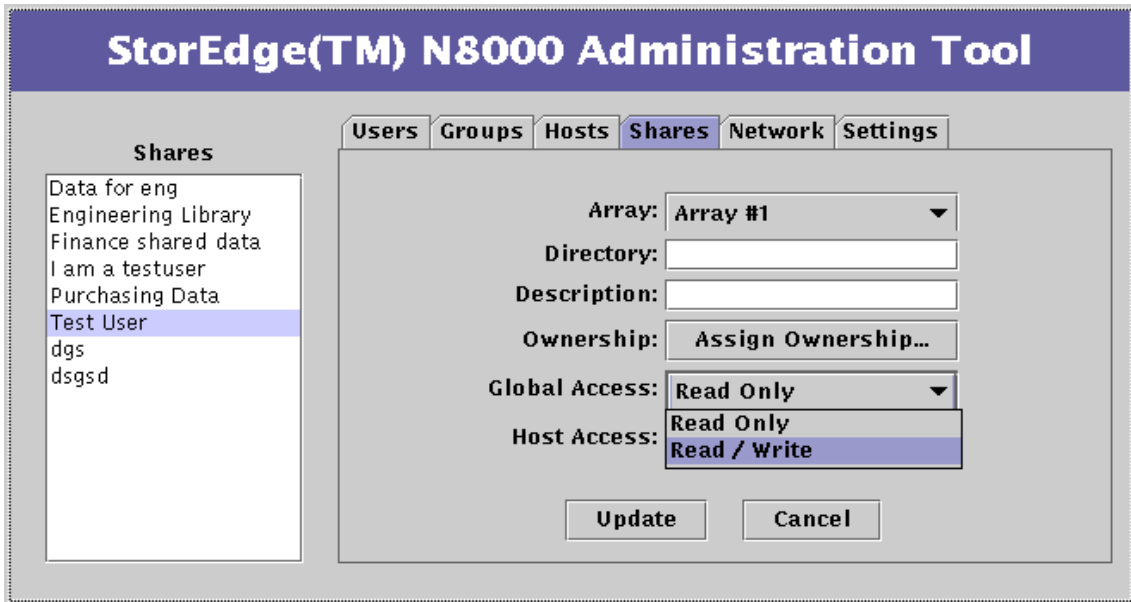 StorEdge(TM) N8000 Administration Tool
Shares
Data for eng
Engineering Library
Finance shared data
I am a testuser
Purchasing Data
Test User
dgs
dsgsd
Users Groups Hosts Shares Network Settings
Array: Array #1
Directory:
Description:
Ownership: Assign Ownership...
Global Access: Read Only
Read Only
Host Access:
Read / Write
Update Cancel